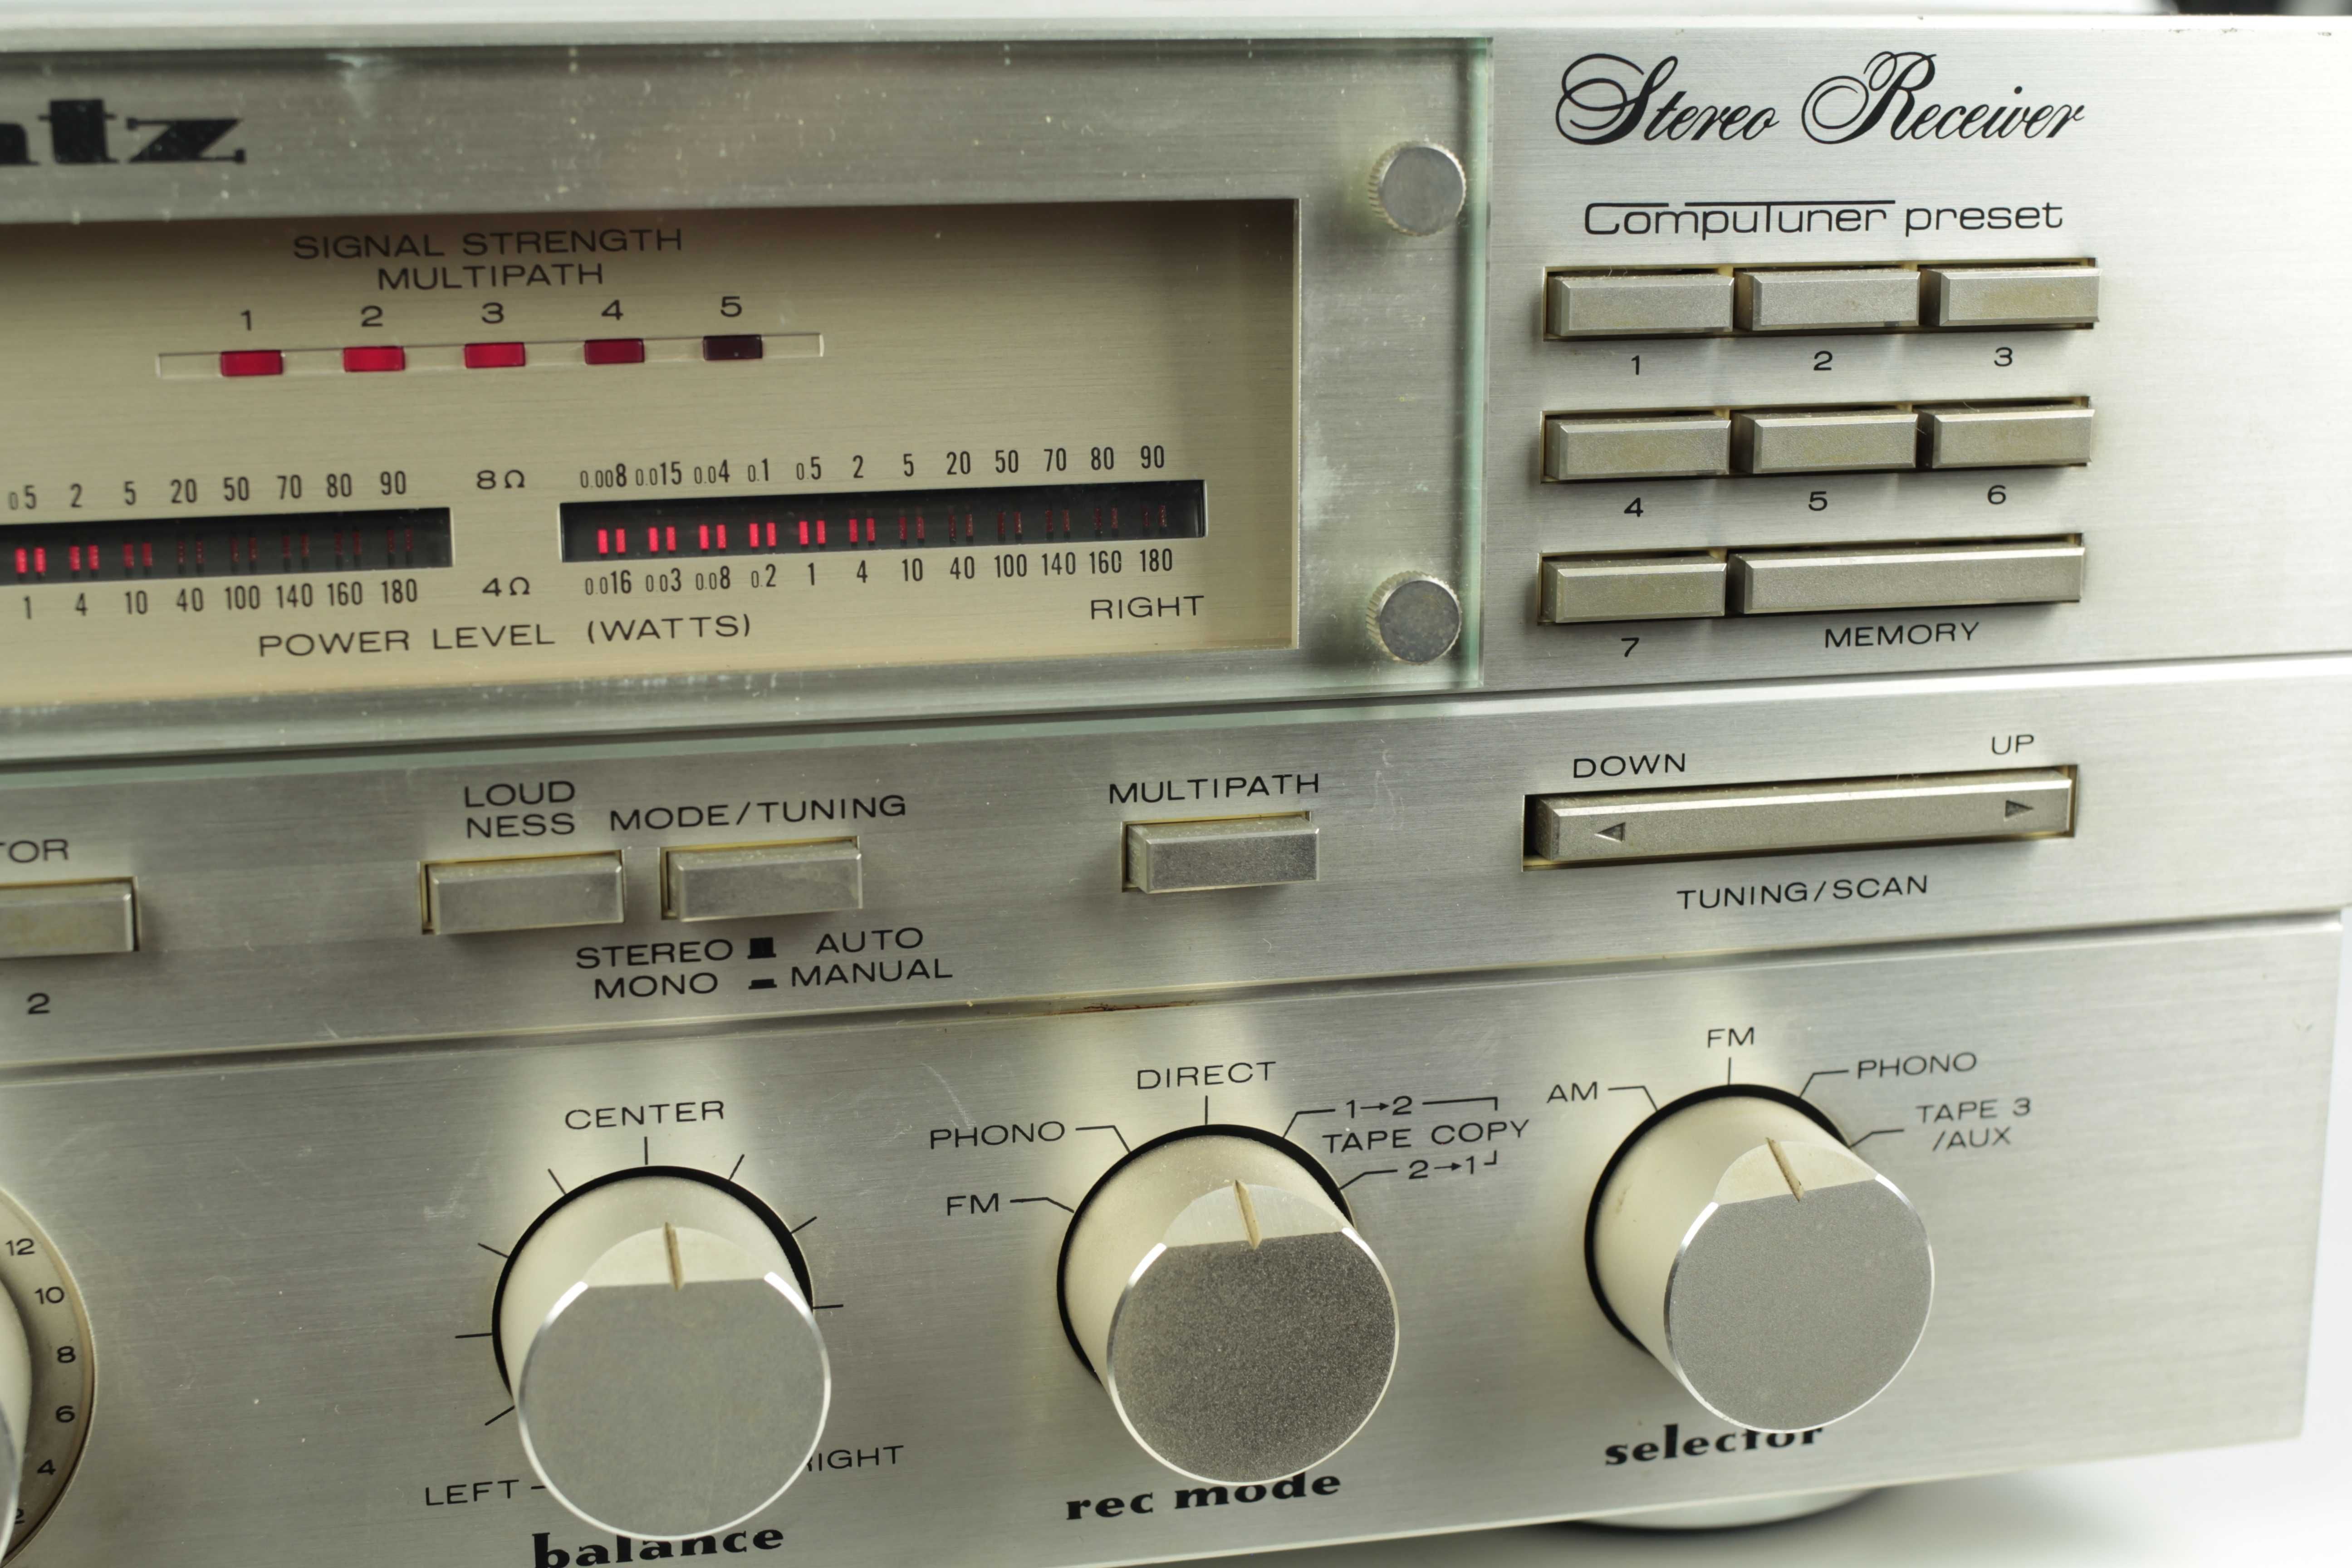 ntz
Stereo Receiver
CompuTuner preset
SIGNAL STRENGTH
MULTIPATH
1 2 3 4 5
1 2 3
4 5 6
7 MEMORY
0.5 2 5 20 50 70 80 90 8Ω 0.008 0.015 0.04 0.1 0.5 2 5 20 50 70 80 90
1 4 10 40 100 140 160 180 4Ω 0.016 0.03 0.08 0.2 1 4 10 40 100 140 160 180
POWER LEVEL (WATTS) RIGHT
TOR
2
LOUD
NESS
MODE/TUNING
STEREO AUTO
MONO MANUAL
MULTIPATH
DOWN UP
TUNING/SCAN
12
10
8
6
4
2
CENTER
LEFT RIGHT
balance
DIRECT
PHONO
FM
1→2
TAPE COPY
2→1
rec mode
FM
AM
PHONO
TAPE 3
/AUX
selector